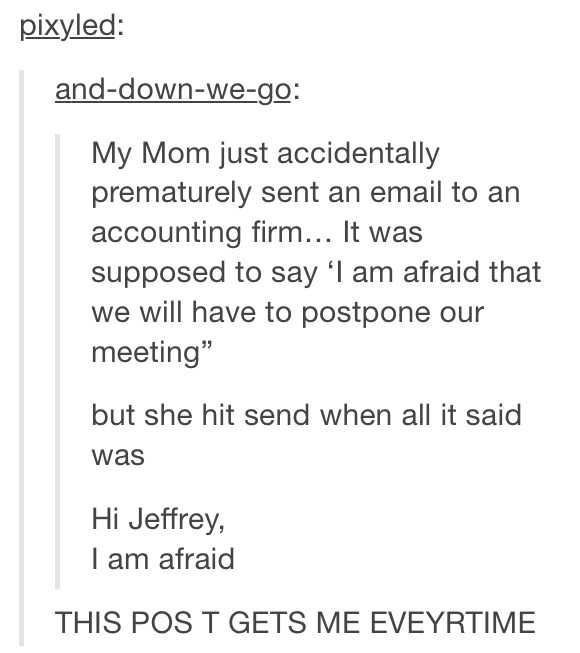 pixyled:
and-down-we-go:
My Mom just accidentally
prematurely sent an email to an
accounting firm... It was
supposed to say ‘I am afraid that
we will have to postpone our
meeting”
but she hit send when all it said
was
Hi Jeffrey,
I am afraid
THIS POS T GETS ME EVEYRTIME